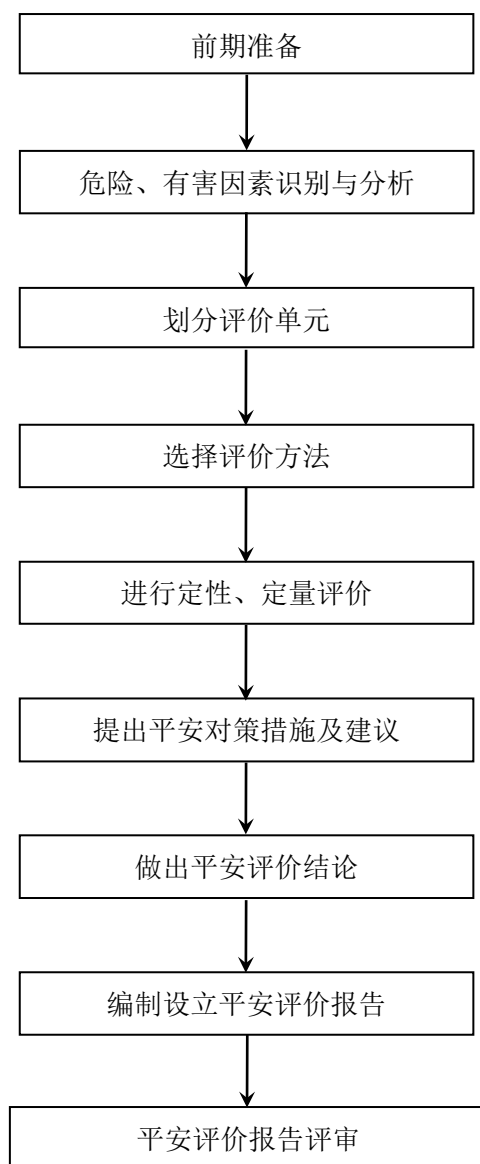 前期准备
危险、有害因素识别与分析
划分评价单元
选择评价方法
进行定性、定量评价
提出平安对策措施及建议
做出平安评价结论
编制设立平安评价报告
平安评价报告评审